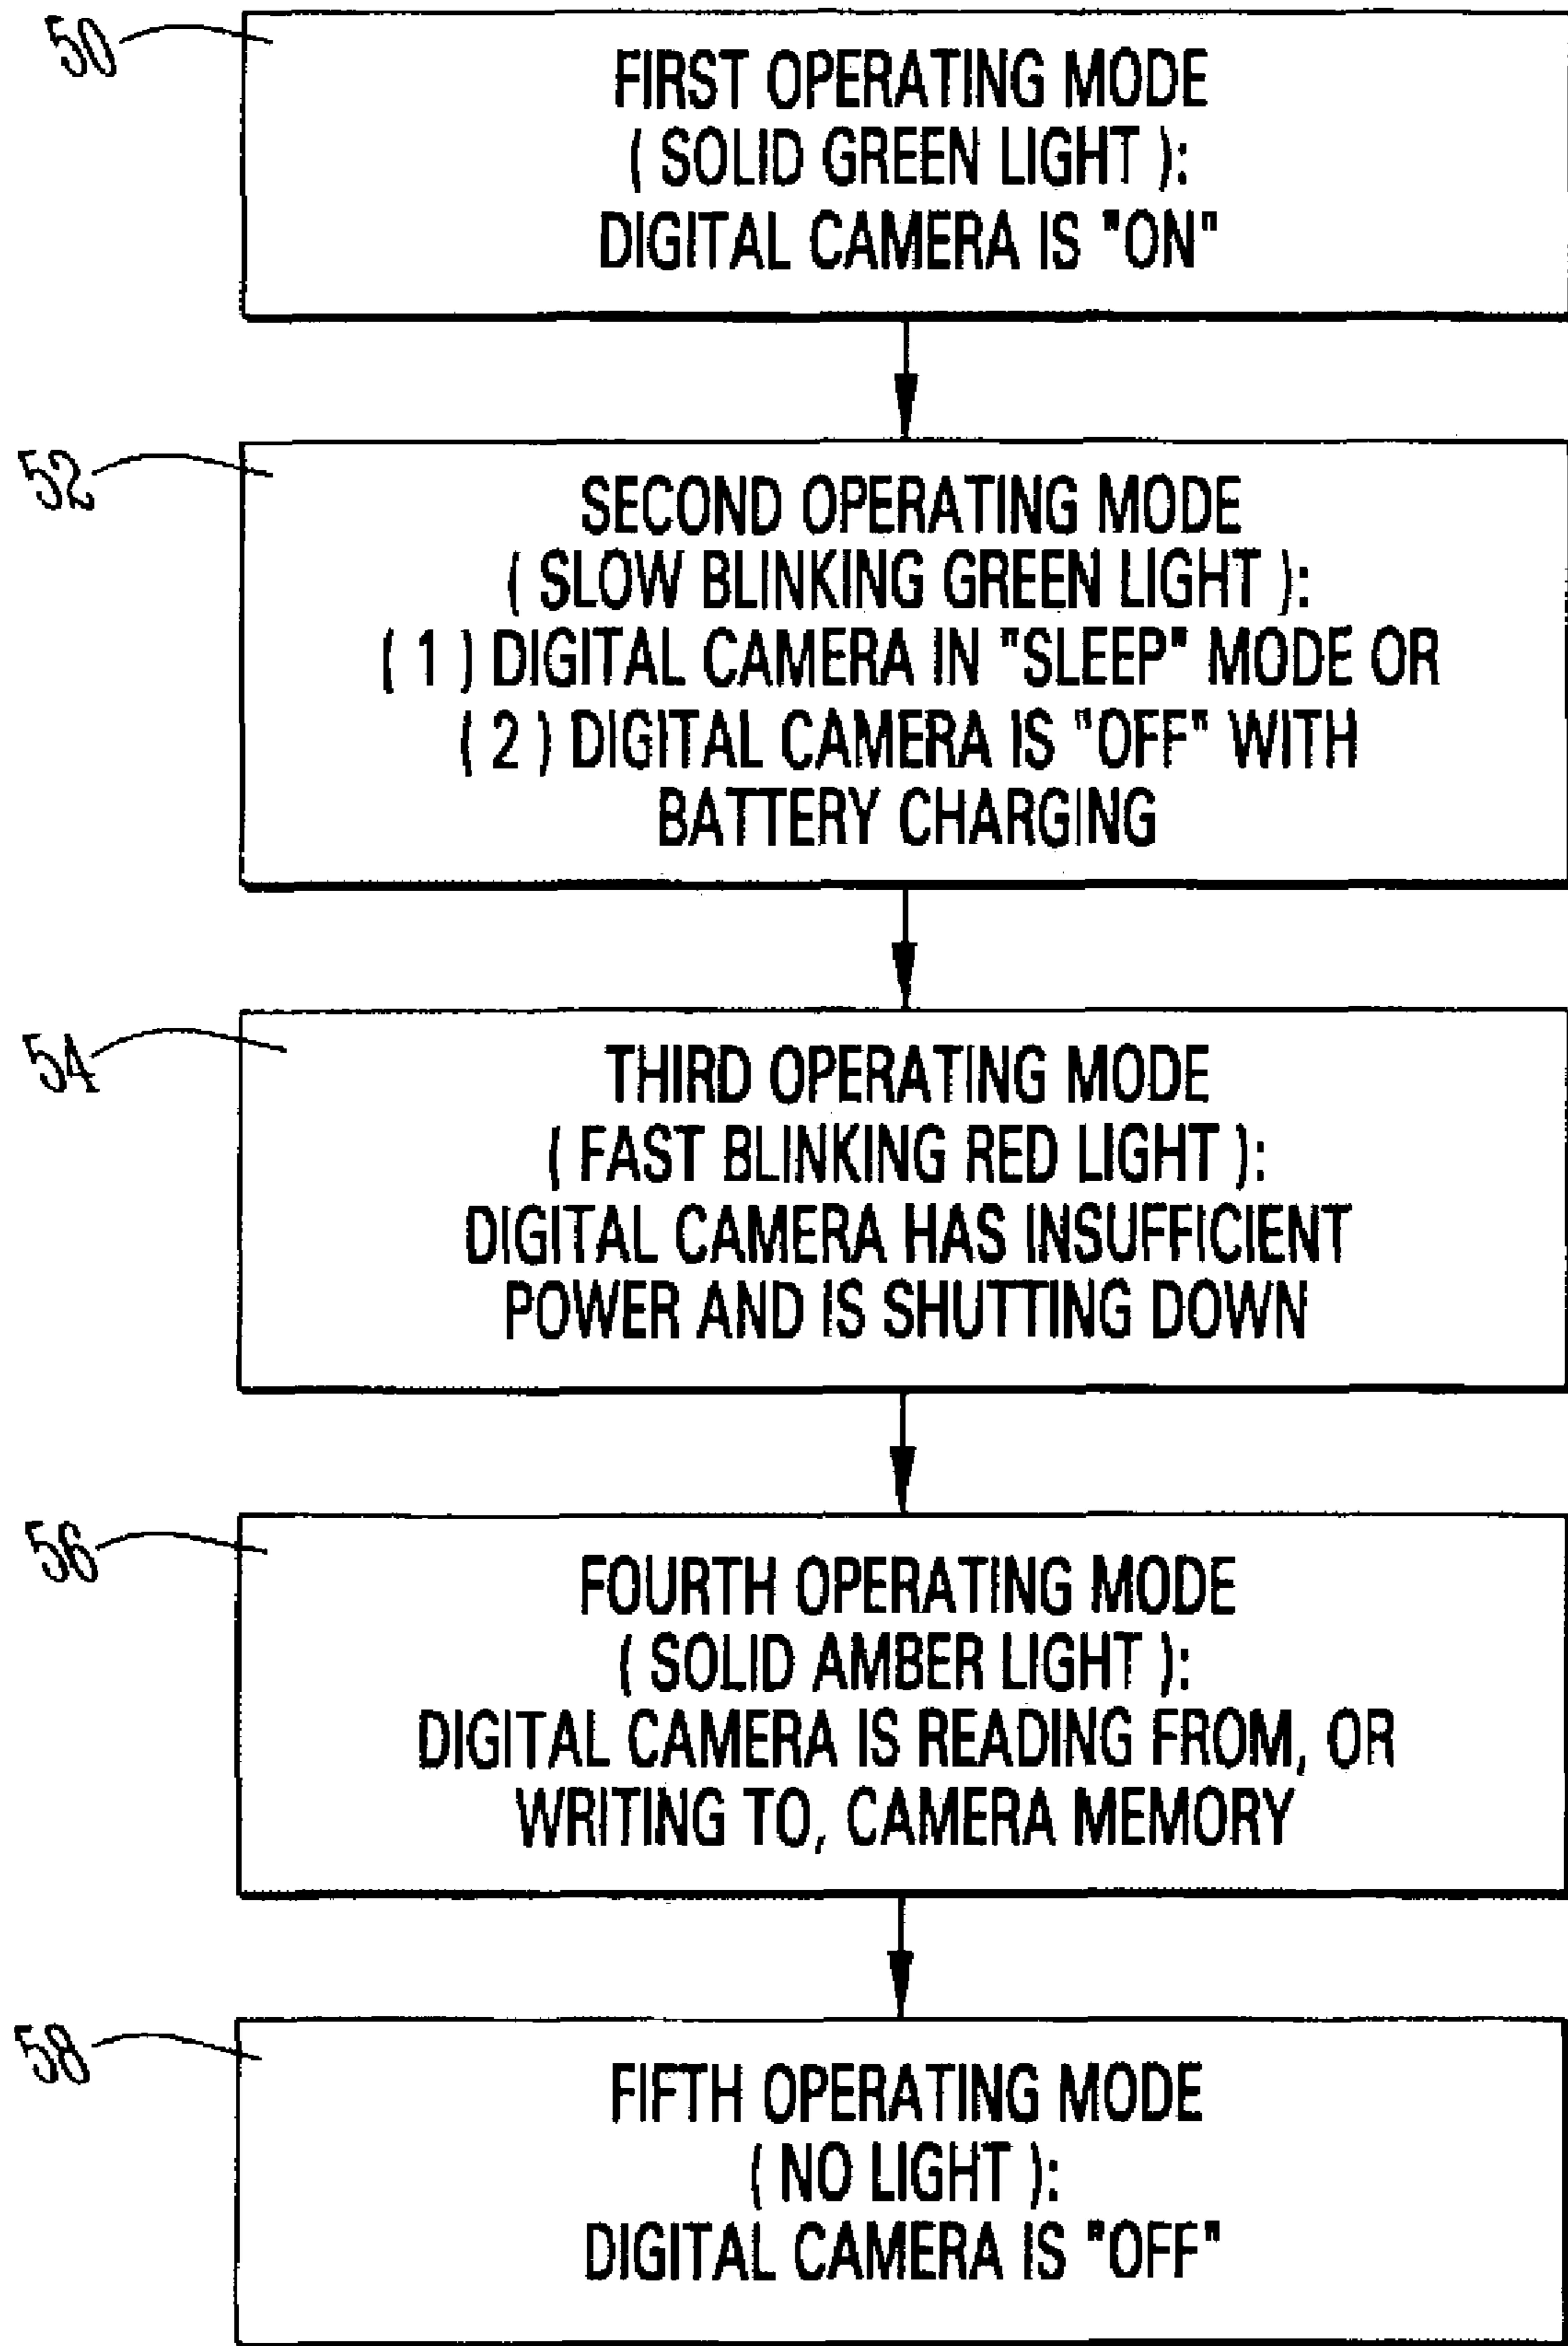 50
FIRST OPERATING MODE
( SOLID GREEN LIGHT ):
DIGITAL CAMERA IS "ON"
52
SECOND OPERATING MODE
( SLOW BLINKING GREEN LIGHT ):
( 1 ) DIGITAL CAMERA IN "SLEEP" MODE OR
( 2 ) DIGITAL CAMERA IS "OFF" WITH
BATTERY CHARGING
54
THIRD OPERATING MODE
( FAST BLINKING RED LIGHT ):
DIGITAL CAMERA HAS INSUFFICIENT
POWER AND IS SHUTTING DOWN
56
FOURTH OPERATING MODE
( SOLID AMBER LIGHT ):
DIGITAL CAMERA IS READING FROM, OR
WRITING TO, CAMERA MEMORY
58
FIFTH OPERATING MODE
( NO LIGHT ):
DIGITAL CAMERA IS "OFF"